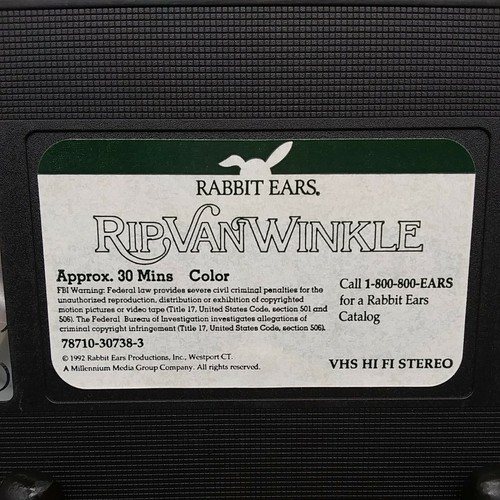 RABBIT EARS®
RIP VAN WINKLE
Approx. 30 Mins Color
FBI Warning: Federal law provides severe civil criminal penalties for the
unauthorized reproduction, distribution or exhibition of copyrighted
motion pictures or video tape (Title 17, United States Code, section 501 and
506). The Federal Bureau of Investigation investigates allegations of
criminal copyright infringement (Title 17, United States Code, section 506).
78710-30738-3
© 1992 Rabbit Ears Productions, Inc., Westport CT.
A Millennium Media Group Company. All rights reserved.
Call 1-800-800-EARS
for a Rabbit Ears
Catalog
VHS HI FI STEREO